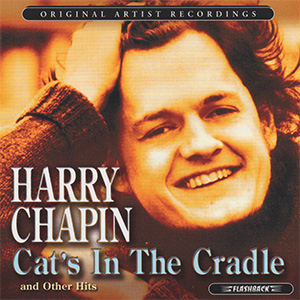 ORIGINAL ARTIST RECORDINGS
HARRY
CHAPIN
Cat's In The Cradle
and Other Hits
FLASHBACK